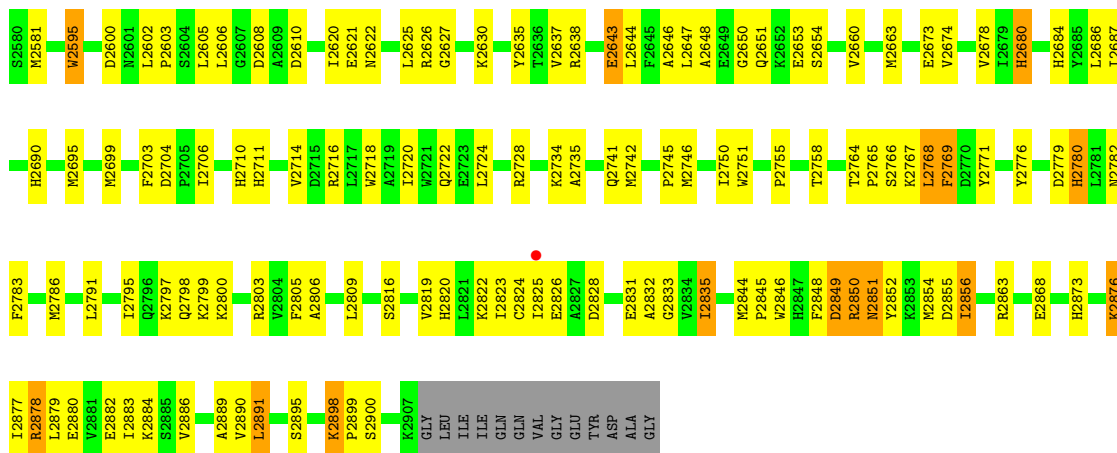 S2580 M2581 W2595 D2600 N2601 L2602 P2603 S2604 L2605 L2606 G2607 D2608 A2609 D2610 I2620 E2621 N2622 L2625 R2626 G2627 K2630 Y2635 T2636 V2637 R2638 E2643 L2644 F2645 A2646 L2647 A2648 E2649 G2650 Q2651 K2652 E2653 S2654 V2660 M2663 E2673 V2674 V2678 I2679 H2680 H2684 Y2685 L2686 I2687
H2690 M2695 M2699 F2703 D2704 P2705 I2706 H2710 H2711 V2714 D2715 R2716 L2717 W2718 A2719 I2720 W2721 Q2722 E2723 L2724 R2728 K2734 A2735 Q2741 M2742 P2745 M2746 I2750 W2751 P2755 T2758 T2764 P2765 S2766 K2767 L2768 F2769 D2770 Y2771 Y2776 D2779 H2780 L2781 N2782
F2783 M2786 L2791 I2795 Q2796 K2797 Q2798 K2799 K2800 R2803 V2804 F2805 A2806 L2809 S2816 V2819 H2820 L2821 K2822 I2823 C2824 I2825 E2826 A2827 D2828 E2831 A2832 G2833 V2834 I2835 M2844 P2845 W2846 H2847 F2848 D2849 R2850 N2851 Y2852 K2853 M2854 D2855 I2856 R2863 E2868 H2873 K2876
I2877 R2878 L2879 E2880 V2881 E2882 I2883 K2884 S2885 V2886 A2889 V2890 L2891 S2895 K2898 P2899 S2900 K2907 GLY LEU ILE ILE GLN GLN VAL GLY GLU TYR ASP ALA GLY